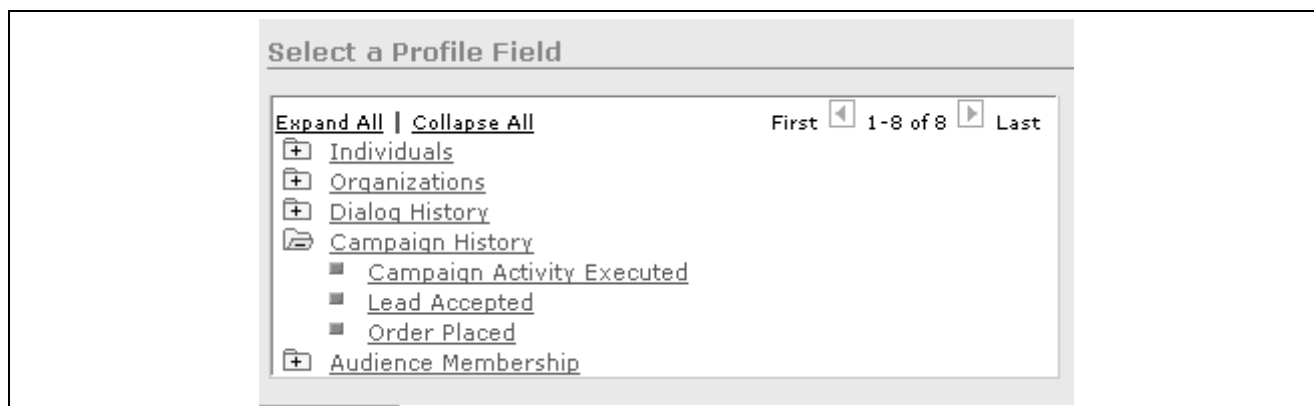 Select a Profile Field
Expand All | Collapse All First 1-8 of 8 Last
Individuals
Organizations
Dialog History
Campaign History
Campaign Activity Executed
Lead Accepted
Order Placed
Audience Membership